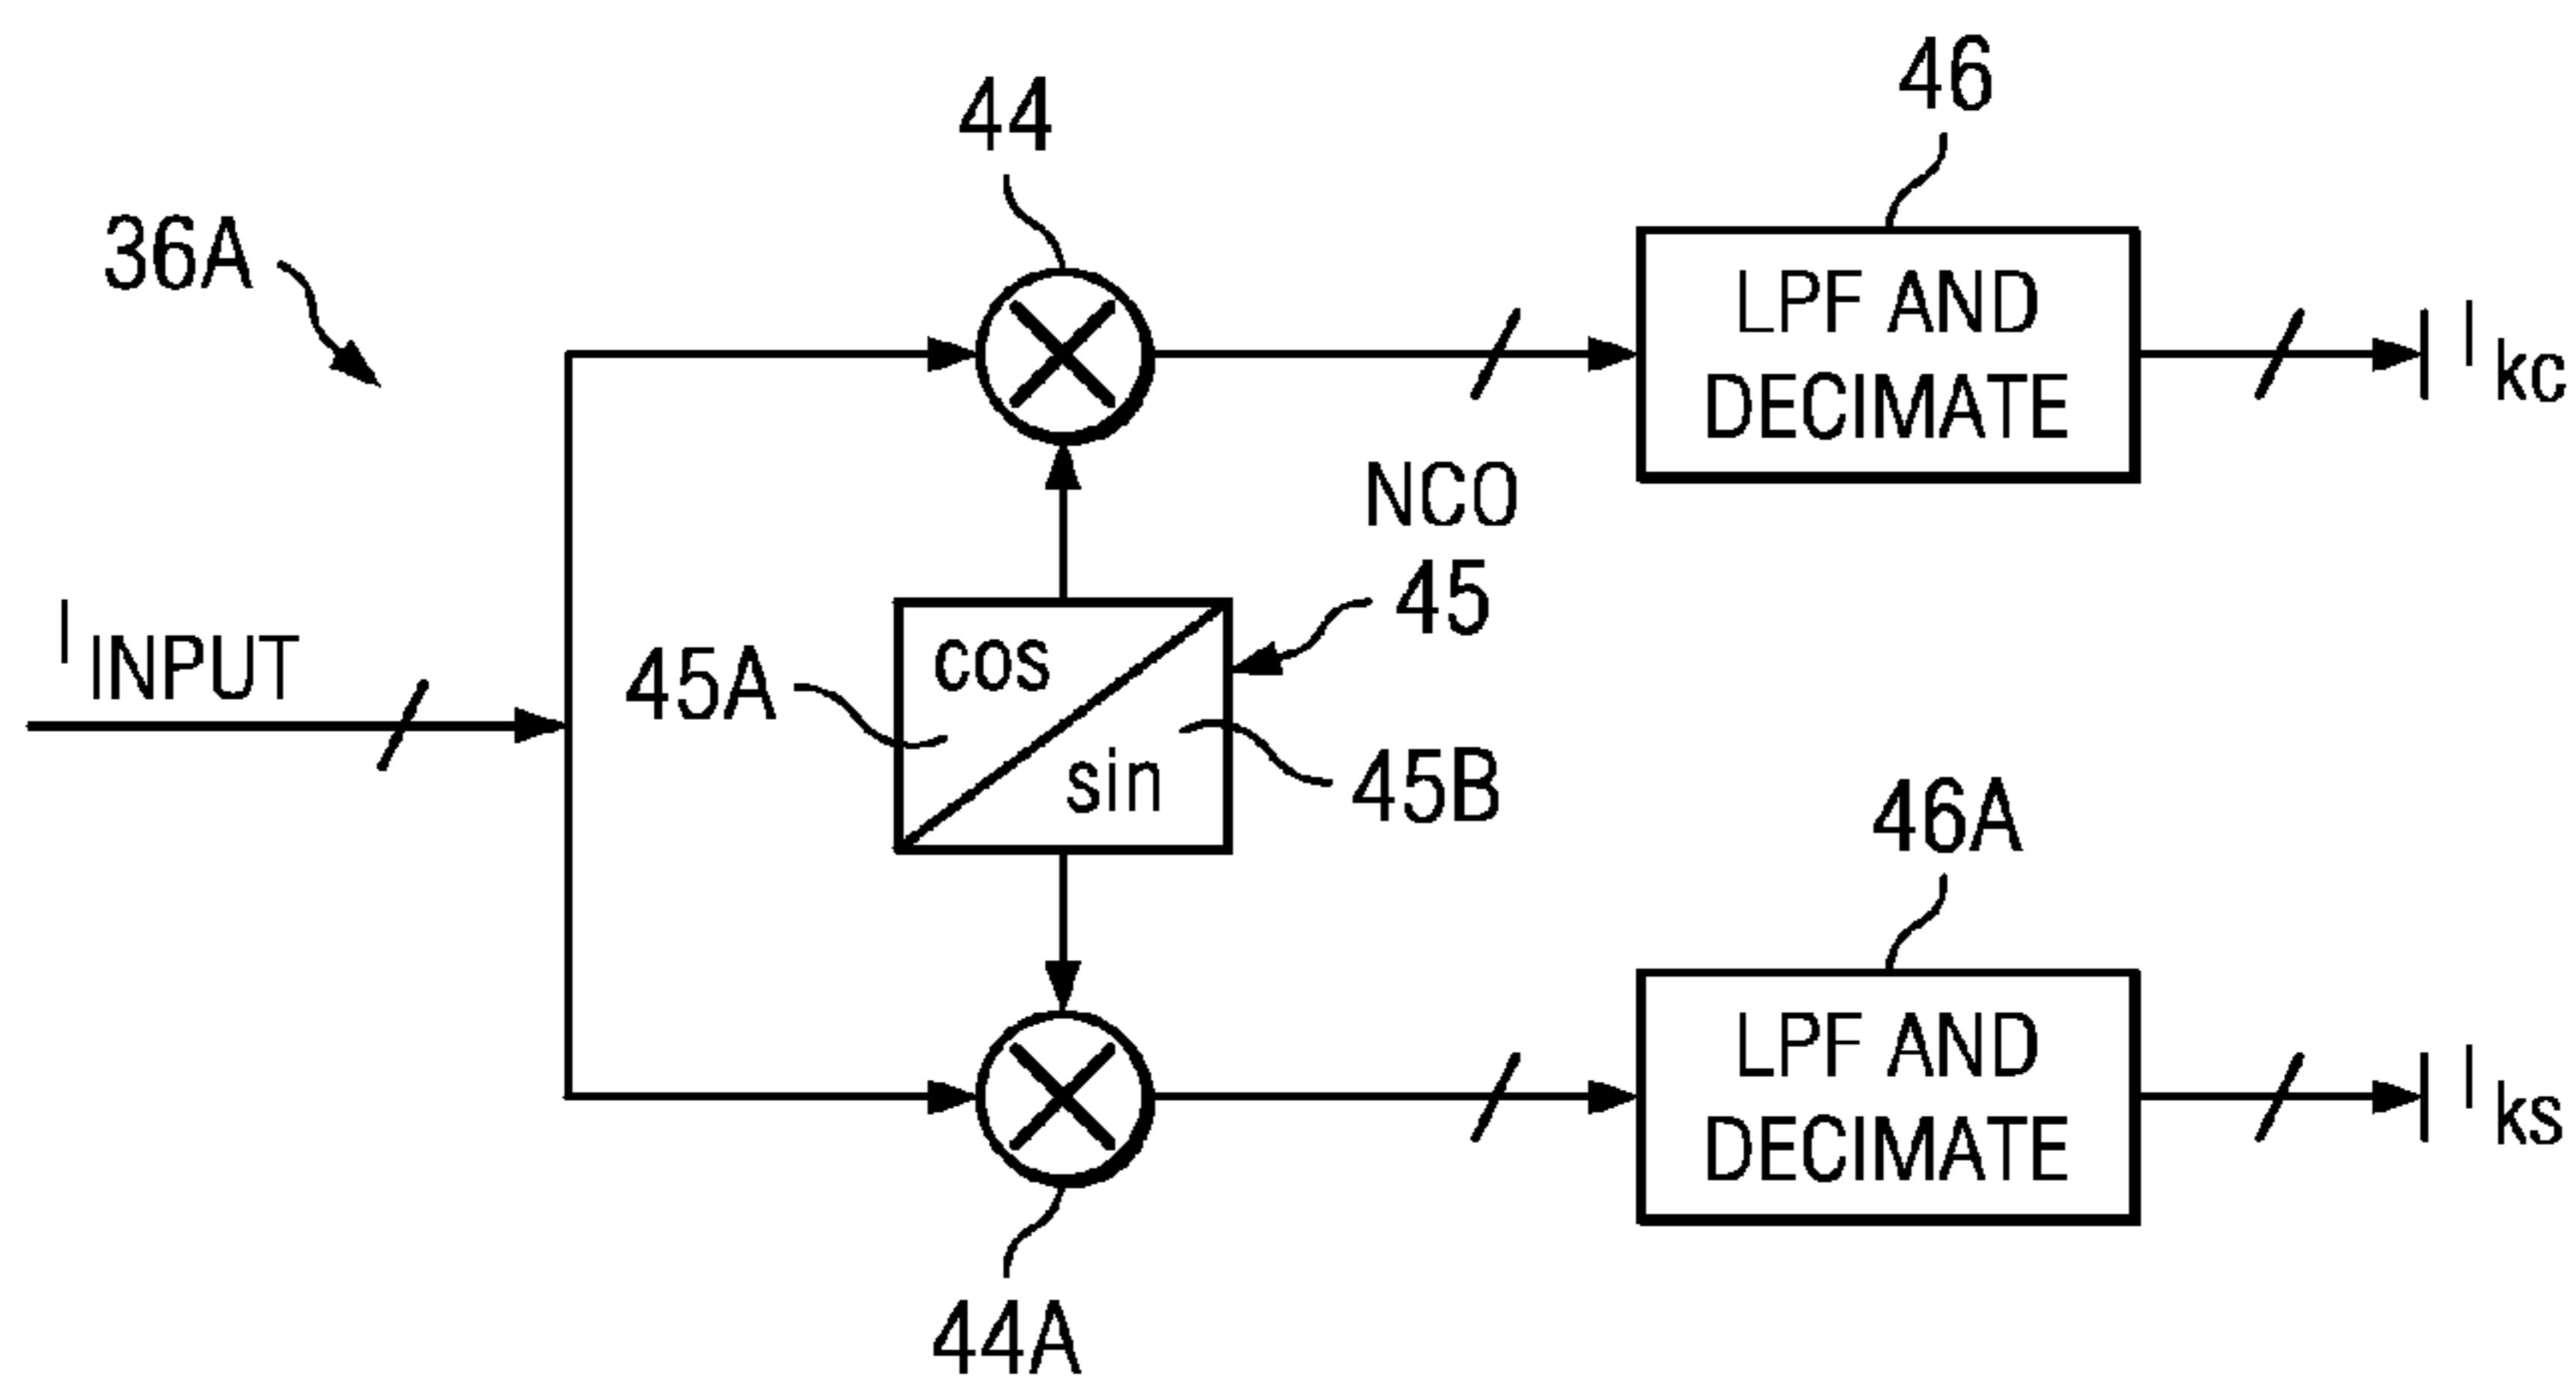 46
44
36A
LPF AND
DECIMATE
I kc
NCO
45
I INPUT
45A
cos
sin
45B
46A
LPF AND
DECIMATE
I ks
44A